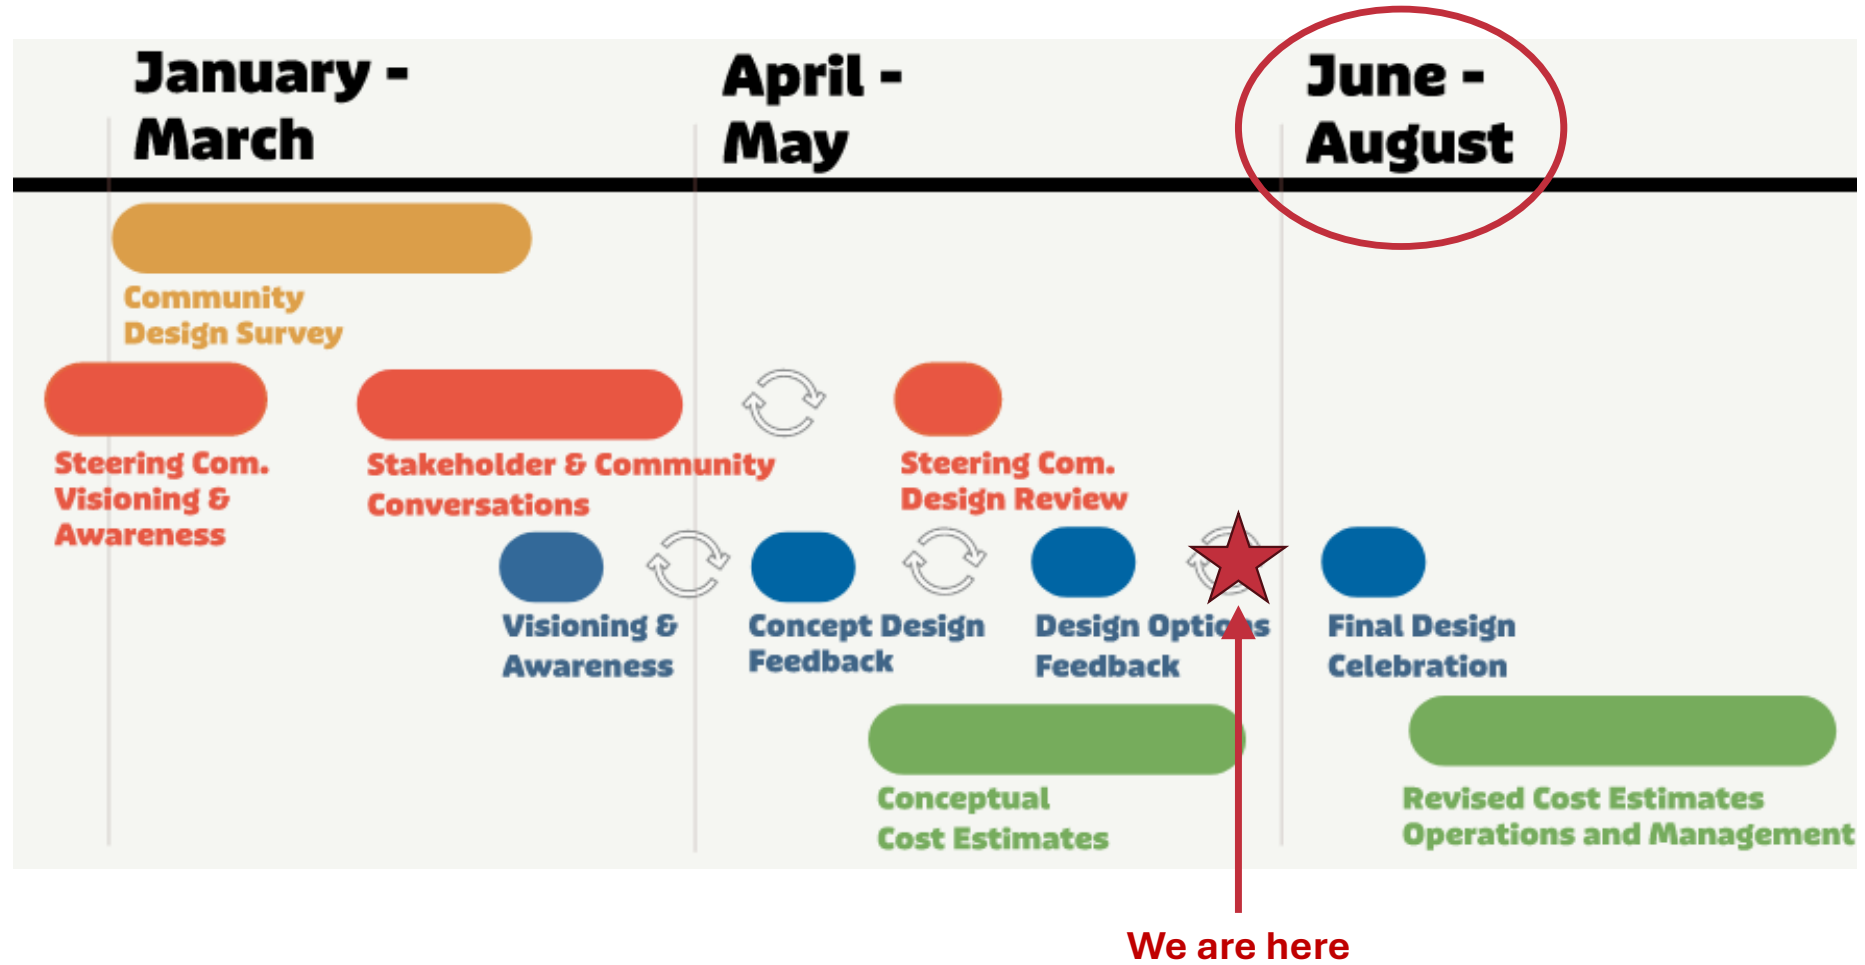 January -
March
April -
May
June -
August
Community
Design Survey
Steering Com.
Visioning &
Awareness
Stakeholder & Community
Conversations
Steering Com.
Design Review
Visioning &
Awareness
Concept Design
Feedback
Design Options
Feedback
Final Design
Celebration
Conceptual
Cost Estimates
Revised Cost Estimates
Operations and Management
We are here